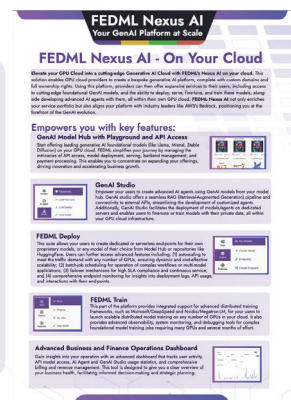 FEDML Nexus AI
Your GenAI Platform at Scale
FEDML Nexus AI - On Your Cloud
Elevate your GPU Cloud into a cutting-edge Generative AI Cloud with FEDML's Nexus AI on your cloud. This
solution enables GPU cloud providers to create a bespoke generative AI platform, complete with custom domains and
full ownership rights. Using this platform, providers can then offer expansive services to their users, including access
to cutting-edge foundational GenAI models, and the ability to deploy, serve, finetune, and train these models, along-
side developing advanced AI Agents with them, all within their own GPU cloud. FEDML Nexus AI not only enriches
your service portfolio but also aligns your platform with industry leaders like AWS's Bedrock, positioning you at the
forefront of the GenAI evolution.
Empowers you with key features:
GenAI Model Hub with Playground and API Access
Start offering leading generative AI foundational models (like Llama, Mistral, Stable
Diffusion) on your GPU cloud. FEDML simplifies your journey by managing the
intricacies of API access, model deployment, serving, backend management, and
payment processing. This enables you to concentrate on expanding your offerings,
driving innovation and accelerating business growth.
GenAI Studio
Empower your users to create advanced AI agents using GenAI models from your model
hub. GenAI studio offers a seamless RAG (Retrieval-Augmented Generation) pipeline and
connectivity to external APIs, streamlining the development of customized agents.
Additionally, GenAI Studio facilitates the deployment of models/agents on dedicated
servers and enables users to finetune or train models with their private data, all within
your GPU cloud infrastructure.
FEDML Deploy
This suite allows your users to create dedicated or serverless end-points for their own
proprietary models, or any model of their choice from Model Hub or repositories like
HuggingFace. Users can further access advanced features including: (1) autoscaling to
meet the traffic demand with any number of GPUs, ensuring dynamic and cost-effective
scalability; (2) batch-job scheduling for operation of complex workflows or multi-modal
applications; (3) failover mechanisms for high SLA compliance and continuous service,
and (4) comprehensive endpoint monitoring for insights into deployment logs, API usage,
and interactions with their end-points.
FEDML Train
This part of the platform provides integrated support for advanced distributed training
frameworks, such as Microsoft/DeepSpeed and Nvidia/Megatron-LM, for your users to
launch scalable distributed model training on any number of GPUs in your cloud. It also
provides advanced observability, system monitoring, and debugging tools for complex
foundational model training jobs requiring many GPUs and several months of effort.
Advanced Business and Finance Operations Dashboard
Gain insights into your operation with an advanced dashboard that tracks user activity,
API model access, AI Agent and GenAI Studio usage statistics, and comprehensive
billing and revenue management. This tool is designed to give you a clear overview of
your business health, facilitating informed decision-making and strategic planning.